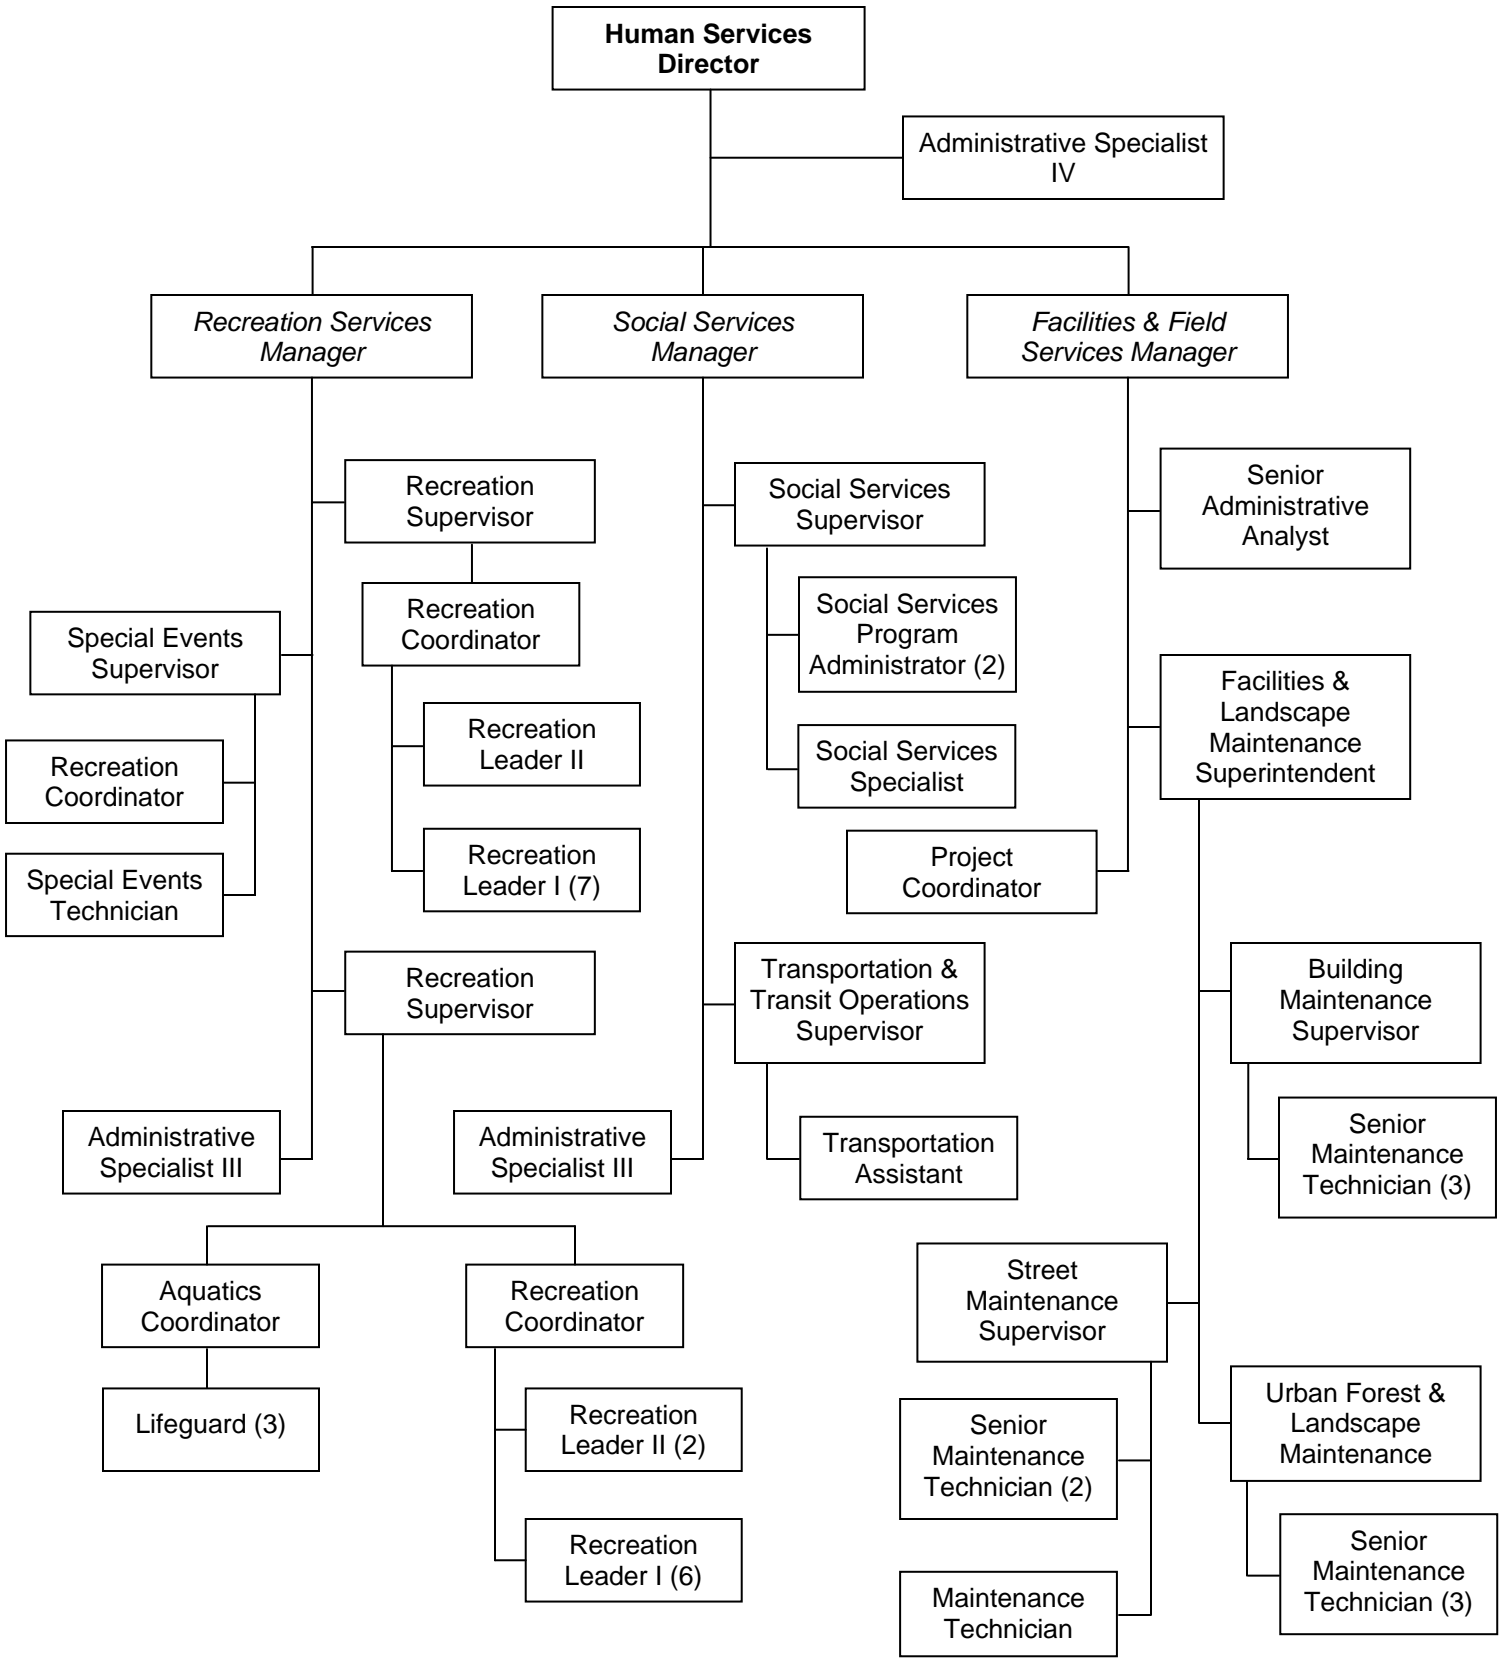 Human Services
Director
Administrative Specialist
IV
Recreation Services
Manager
Social Services
Manager
Facilities & Field
Services Manager
Recreation
Supervisor
Social Services
Supervisor
Senior
Administrative
Analyst
Recreation
Coordinator
Special Events
Supervisor
Social Services
Program
Administrator (2)
Facilities &
Landscape
Maintenance
Superintendent
Recreation
Leader II
Recreation
Coordinator
Social Services
Specialist
Recreation
Leader I (7)
Special Events
Technician
Project
Coordinator
Recreation
Supervisor
Transportation &
Transit Operations
Supervisor
Building
Maintenance
Supervisor
Administrative
Specialist III
Administrative
Specialist III
Transportation
Assistant
Senior
Maintenance
Technician (3)
Aquatics
Coordinator
Recreation
Coordinator
Street
Maintenance
Supervisor
Lifeguard (3)
Recreation
Leader II (2)
Senior
Maintenance
Technician (2)
Urban Forest &
Landscape
Maintenance
Recreation
Leader I (6)
Maintenance
Technician
Senior
Maintenance
Technician (3)